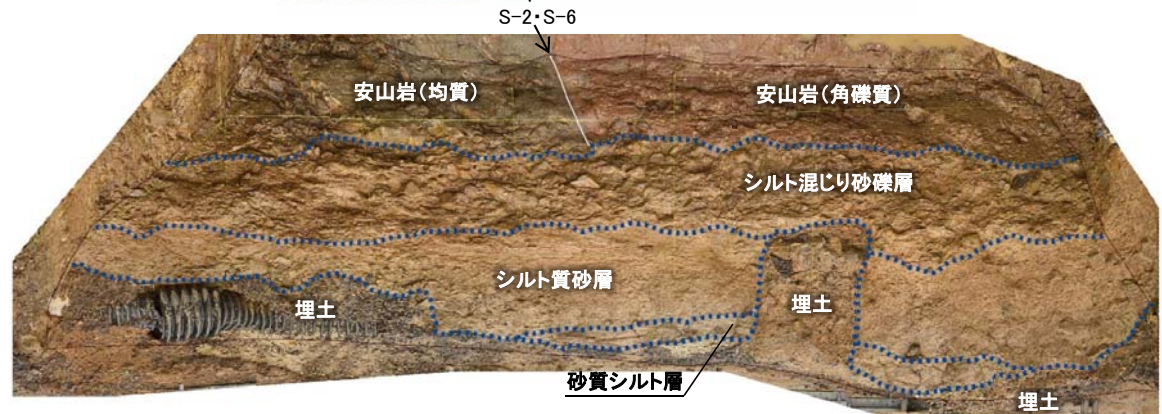 S-2・S-6
安山岩(均質)
安山岩(角礫質)
シルト混じり砂礫層
シルト質砂層
埋土
埋土
砂質シルト層
埋土